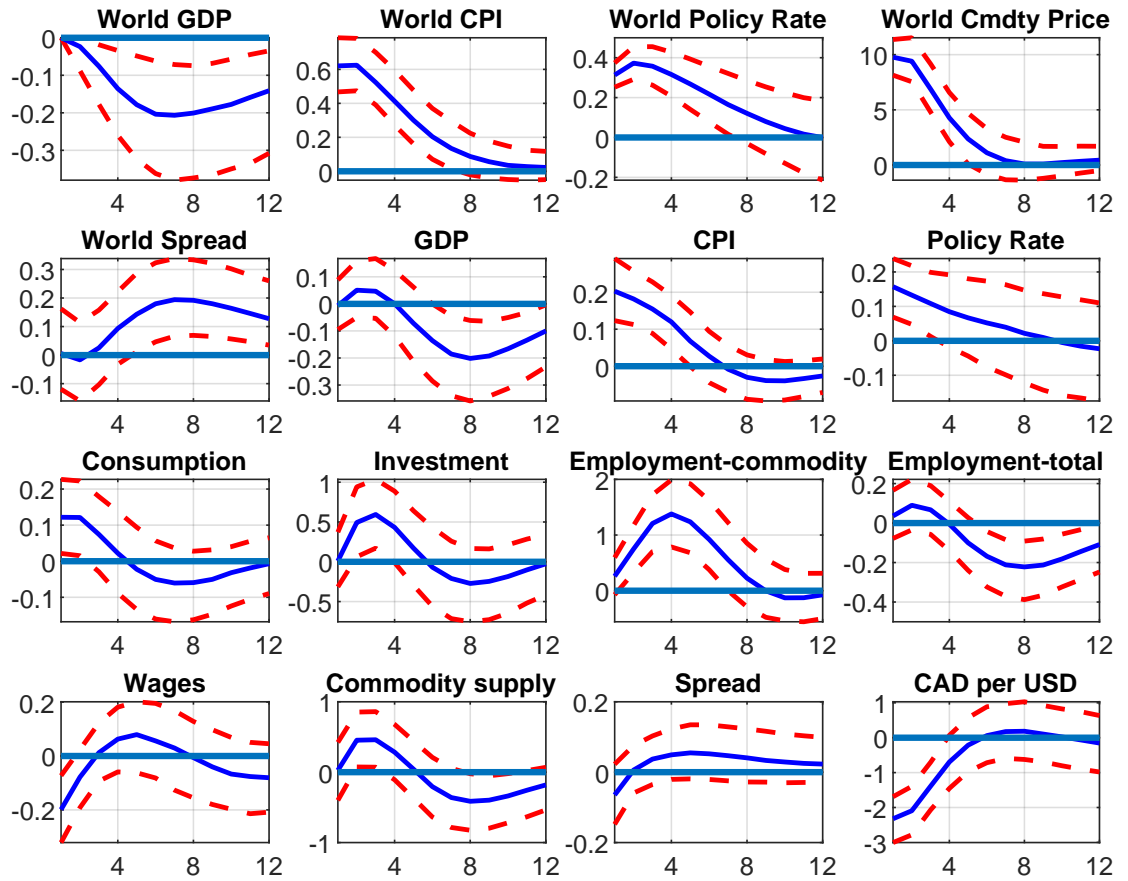 World GDP
0
-0.1
-0.2
-0.3
4 8 12
World CPI
0.6
0.4
0.2
0
4 8 12
World Policy Rate
0.4
0.2
0
-0.2
4 8 12
World Cmdty Price
10
5
0
4 8 12
World Spread
0.3
0.2
0.1
0
-0.1
4 8 12
GDP
0.1
0
-0.1
-0.2
-0.3
4 8 12
CPI
0.2
0.1
0
4 8 12
Policy Rate
0.2
0.1
0
-0.1
4 8 12
Consumption
0.2
0.1
0
-0.1
4 8 12
Investment
1
0.5
0
-0.5
4 8 12
Employment-commodity
2
1
0
4 8 12
Employment-total
0.2
0
-0.2
-0.4
4 8 12
Wages
0.2
0
-0.2
4 8 12
Commodity supply
1
0
-1
4 8 12
Spread
0.2
0
-0.2
4 8 12
CAD per USD
1
0
-1
-2
-3
4 8 12